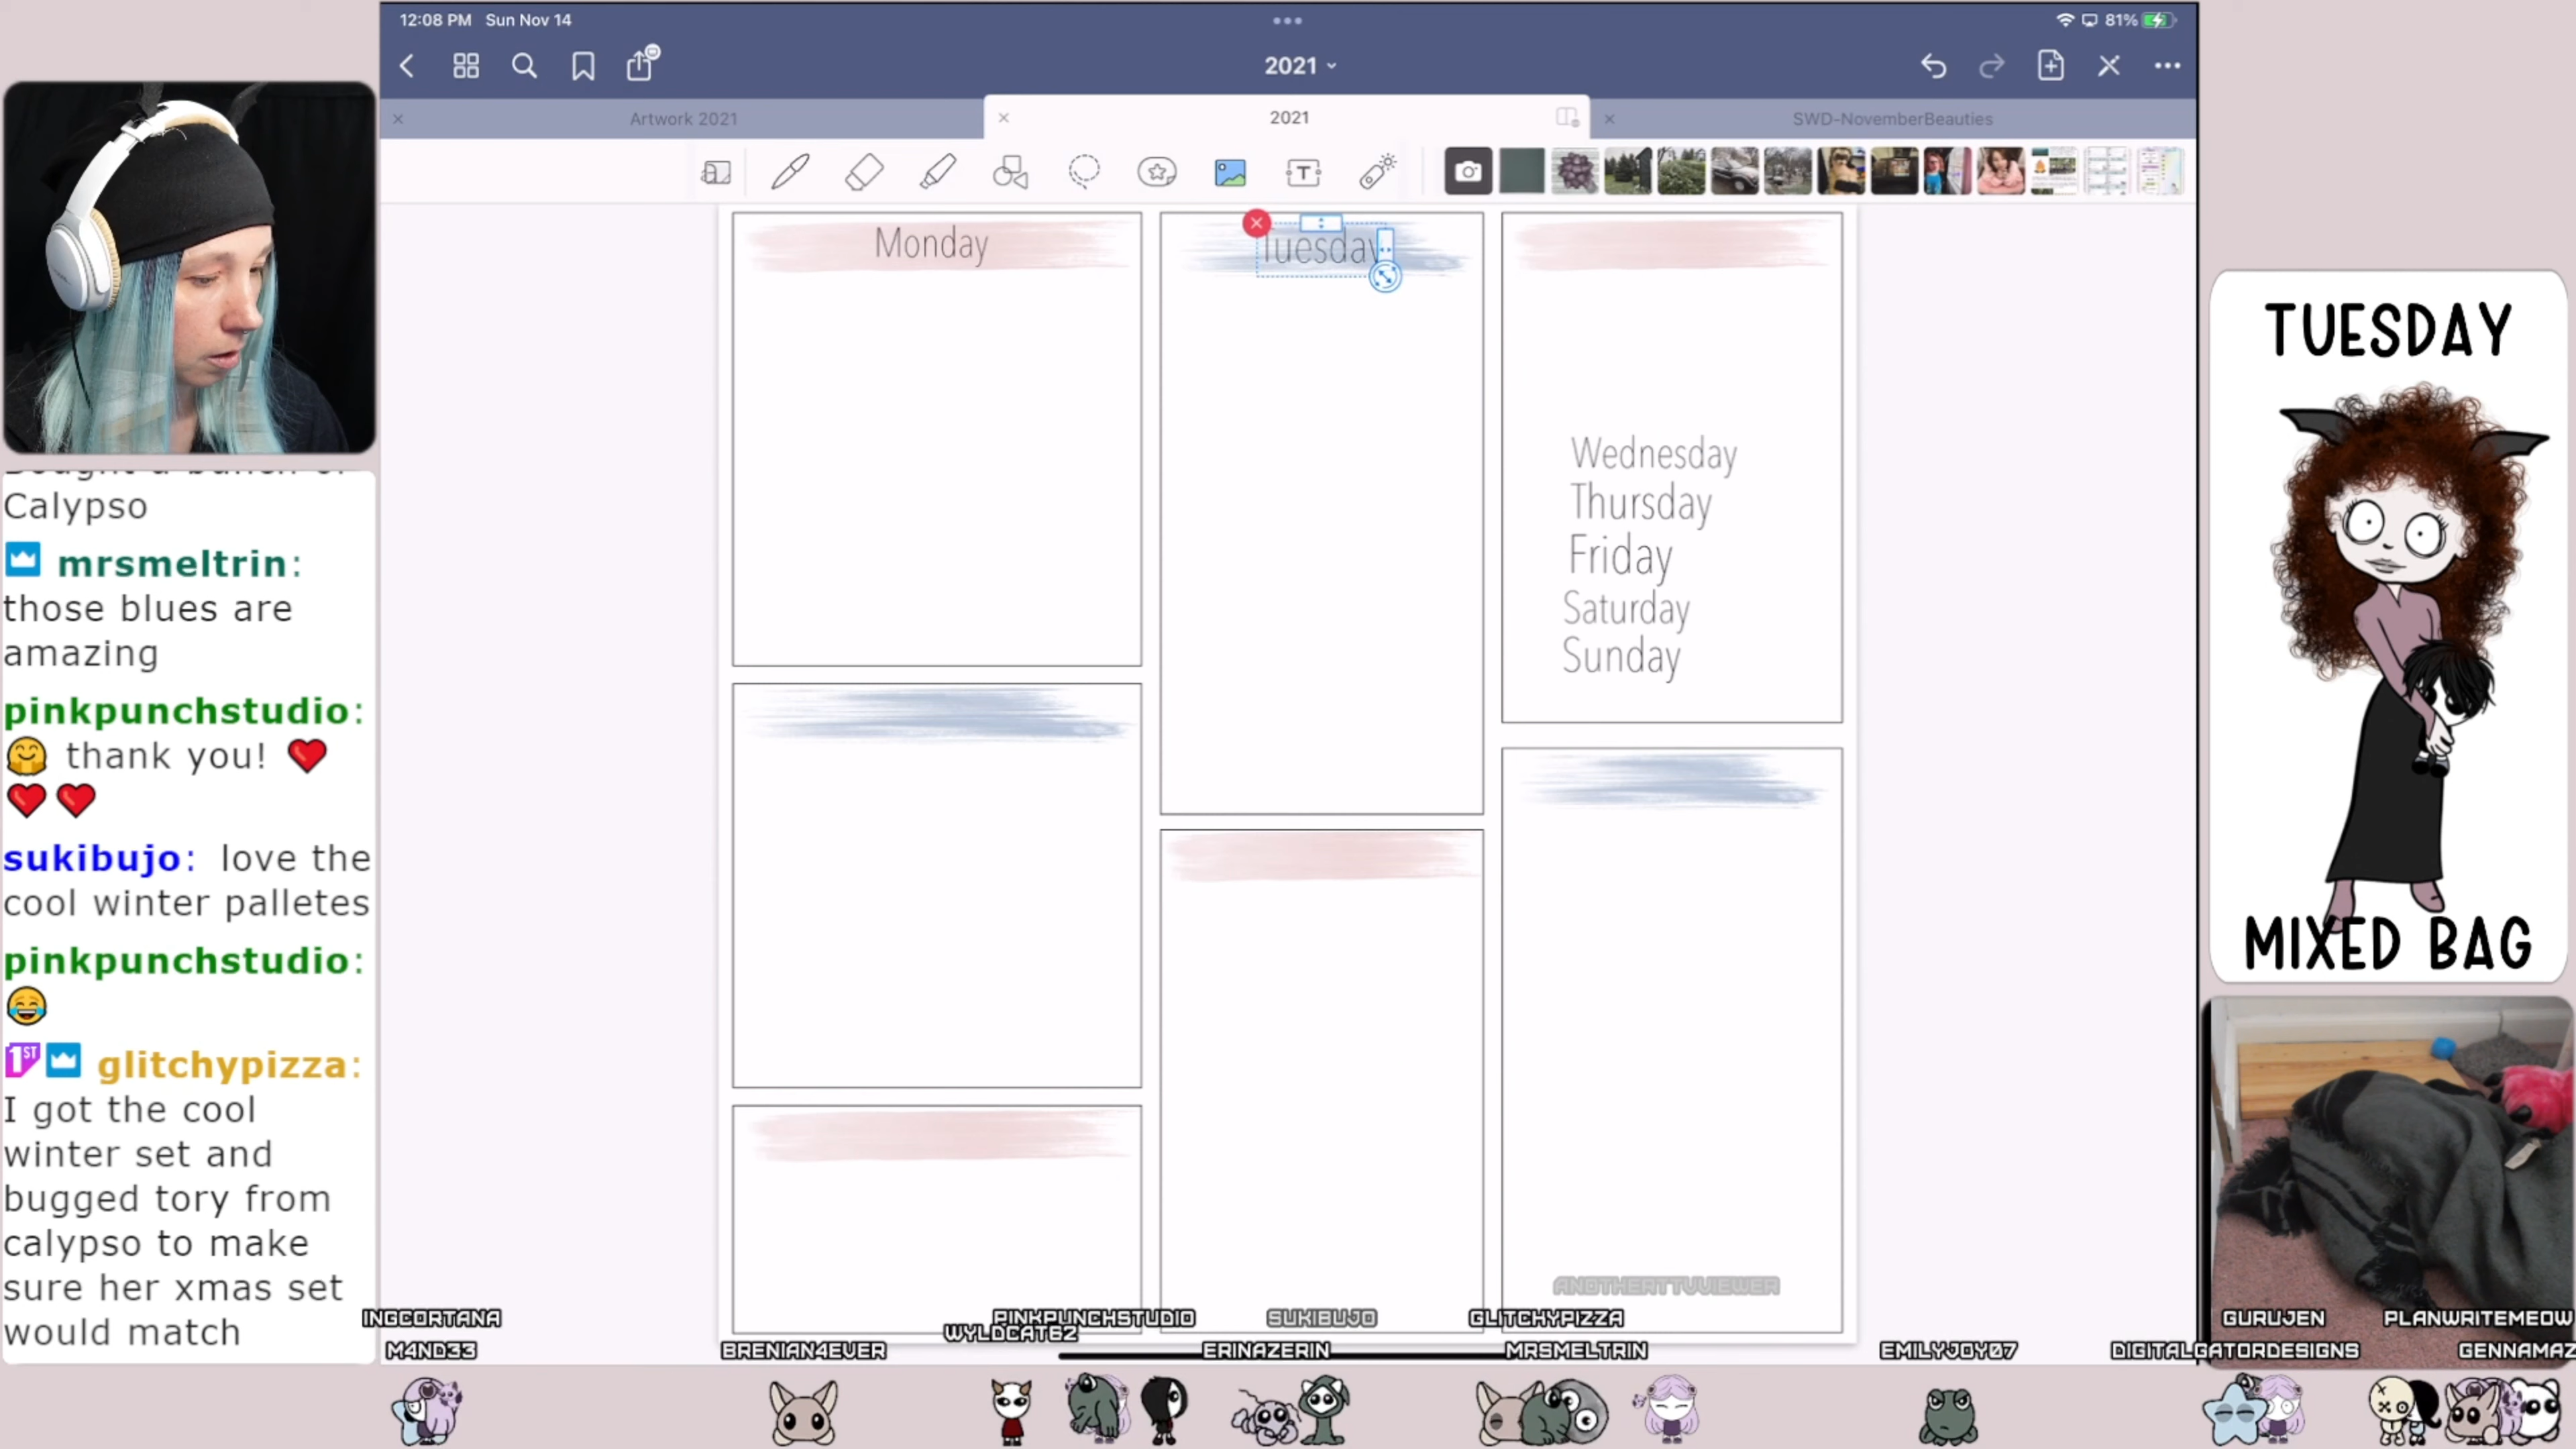 12:08 PM Sun Nov 14
81%
2021
Artwork 2021
2021
SWD-NovemberBeauties
T
Monday
Tuesday
Wednesday
Thursday
Friday
Saturday
Sunday
Calypso
mrsmeltrin:
those blues are
amazing
pinkpunchstudio:
thank you!
sukibujo: love the
cool winter palletes
pinkpunchstudio:
1ST glitchypizza:
I got the cool
winter set and
bugged tory from
calypso to make
sure her xmas set
would match
TUESDAY
MIXED BAG
ANOTHERTTVVIEWER
INGCORTANA
PINKPUNCHSTUDIO
SUKIBUJO
GLITCHYPIZZA
GURUJEN
PLANWRITEMEOW
WYLDCAT62
M4ND33
BRENIAN4EVER
ERINAZERIN
MRSMELTRIN
EMILYJOY07
DIGITALGATORDESIGNS
GENNAMAZ